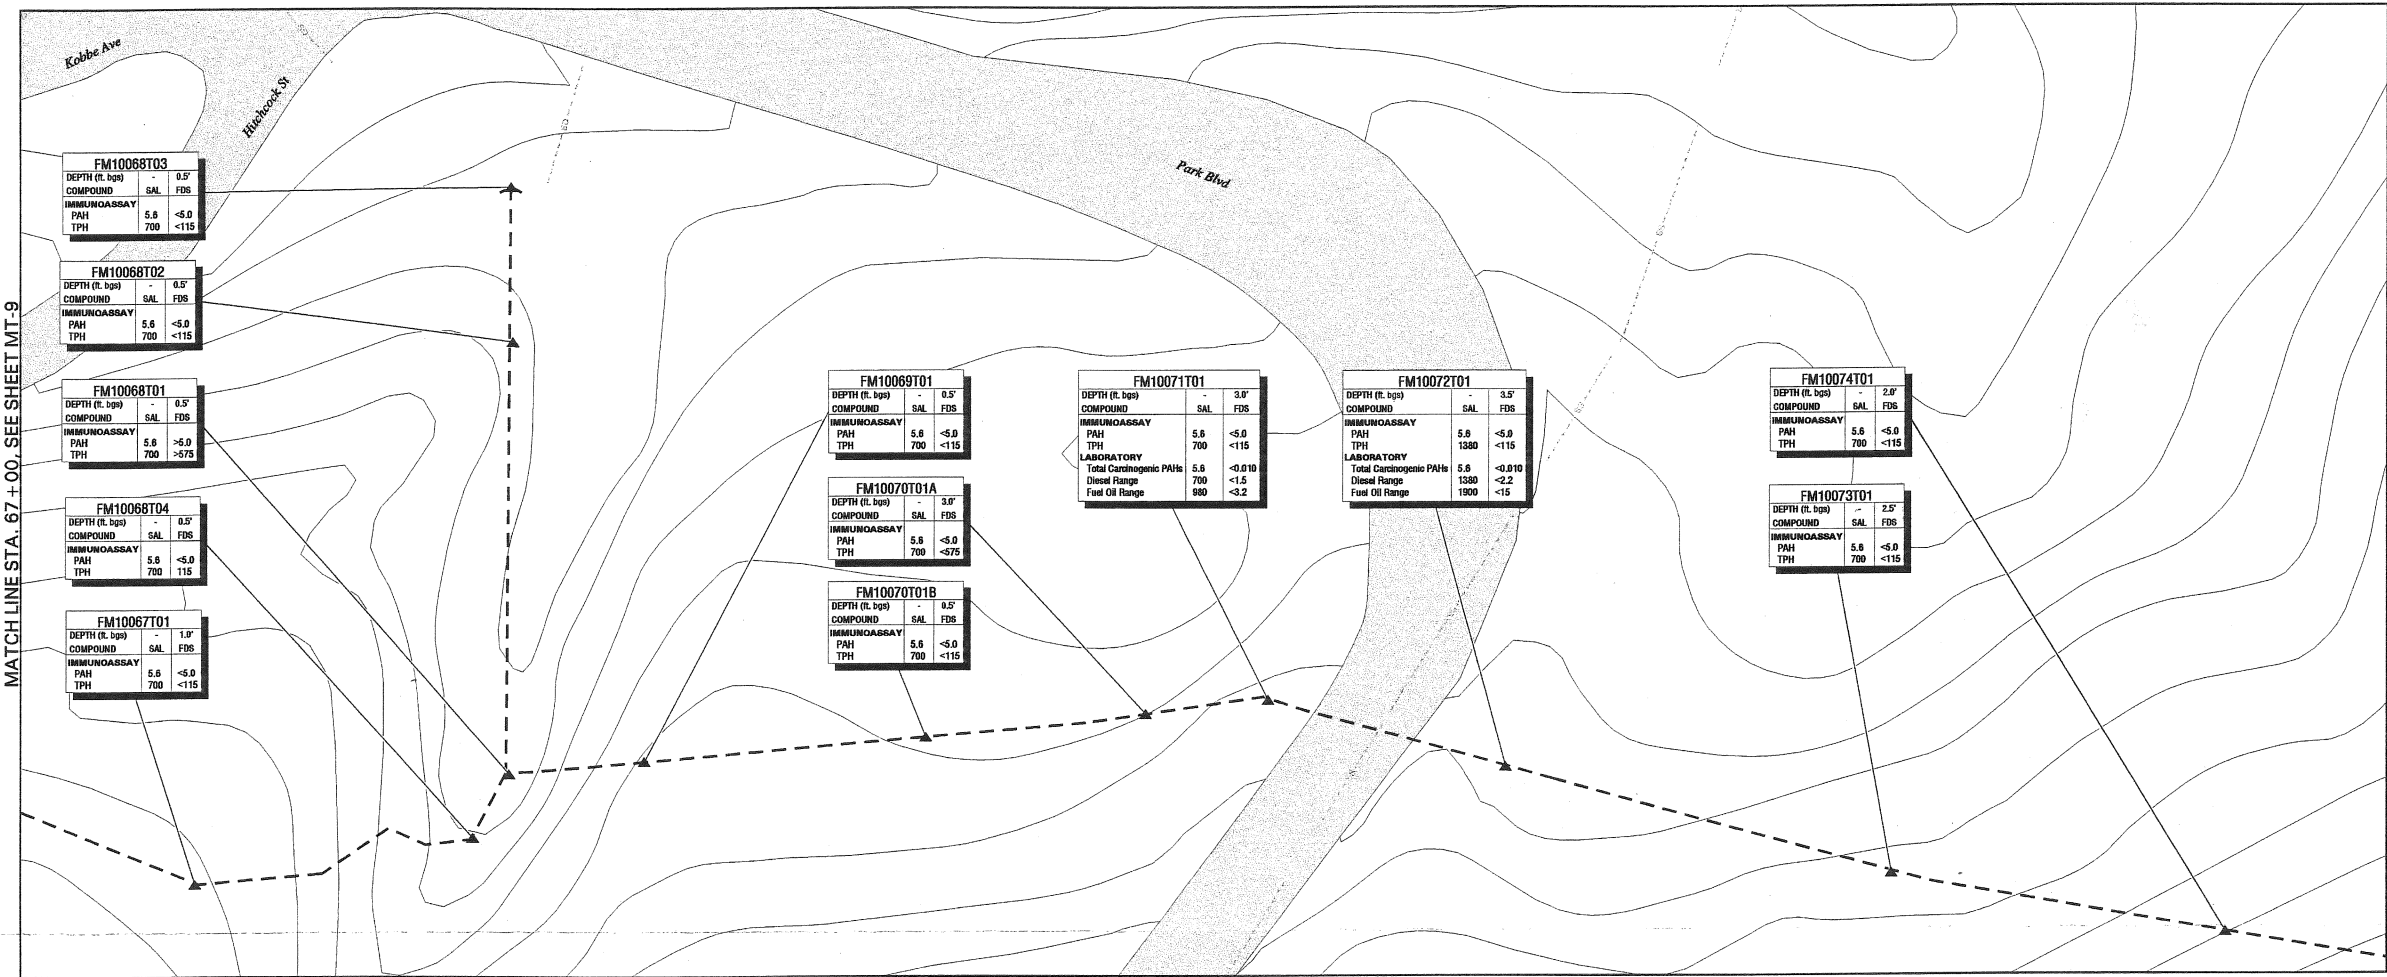 Kobbe Ave
Hitchcock St
Park Blvd
MATCH LINE STA. 67+00, SEE SHEET MT-9
FM10068T03
DEPTH (ft. bgs) - 0.5'
COMPOUND SAL FDS
IMMUNOASSAY
PAH 5.6 <5.0
TPH 700 <115
FM10068T02
DEPTH (ft. bgs) - 0.5'
COMPOUND SAL FDS
IMMUNOASSAY
PAH 5.6 <5.0
TPH 700 <115
FM10068T01
DEPTH (ft. bgs) - 0.5'
COMPOUND SAL FDS
IMMUNOASSAY
PAH 5.6 >5.0
TPH 700 >575
FM10068T04
DEPTH (ft. bgs) - 0.5'
COMPOUND SAL FDS
IMMUNOASSAY
PAH 5.6 <5.0
TPH 700 115
FM10067T01
DEPTH (ft. bgs) - 1.0'
COMPOUND SAL FDS
IMMUNOASSAY
PAH 5.6 <5.0
TPH 700 <115
FM10069T01
DEPTH (ft. bgs) - 0.5'
COMPOUND SAL FDS
IMMUNOASSAY
PAH 5.6 <5.0
TPH 700 <115
FM10070T01A
DEPTH (ft. bgs) - 3.0'
COMPOUND SAL FDS
IMMUNOASSAY
PAH 5.6 <5.0
TPH 700 <575
FM10070T01B
DEPTH (ft. bgs) - 0.5'
COMPOUND SAL FDS
IMMUNOASSAY
PAH 5.6 <5.0
TPH 700 <115
FM10071T01
DEPTH (ft. bgs) - 3.0'
COMPOUND SAL FDS
IMMUNOASSAY
PAH 5.6 <5.0
TPH 700 <115
LABORATORY
Total Carcinogenic PAHs 5.6 <0.010
Diesel Range 700 <1.5
Fuel Oil Range 980 <3.2
FM10072T01
DEPTH (ft. bgs) - 3.5'
COMPOUND SAL FDS
IMMUNOASSAY
PAH 5.6 <5.0
TPH 1380 <115
LABORATORY
Total Carcinogenic PAHs 5.6 <0.010
Diesel Range 1380 <2.2
Fuel Oil Range 1900 <15
FM10074T01
DEPTH (ft. bgs) - 2.0'
COMPOUND SAL FDS
IMMUNOASSAY
PAH 5.6 <5.0
TPH 700 <115
FM10073T01
DEPTH (ft. bgs) - 2.5'
COMPOUND SAL FDS
IMMUNOASSAY
PAH 5.6 <5.0
TPH 700 <115